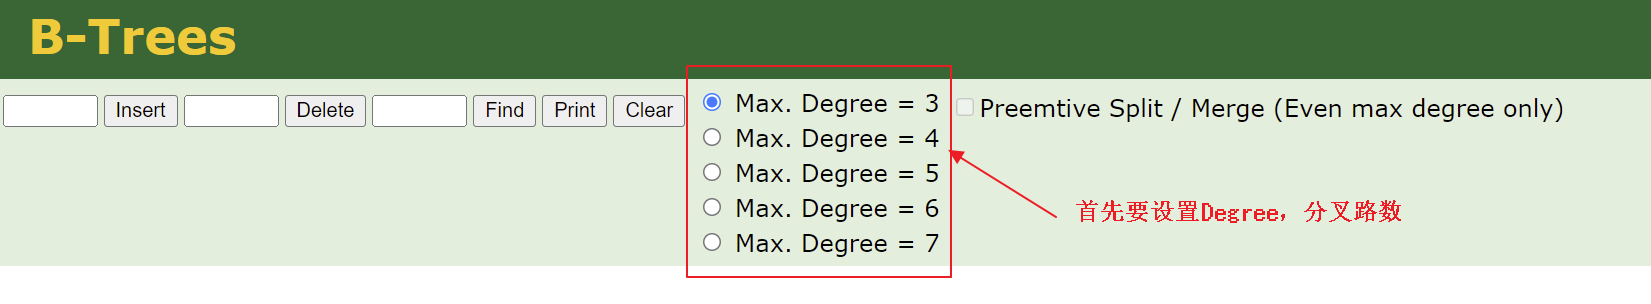 B-Trees
Insert Delete Find Print Clear
Max. Degree = 3
Max. Degree = 4
Max. Degree = 5
Max. Degree = 6
Max. Degree = 7
Preemtive Split / Merge (Even max degree only)
首先要设置Degree，分叉路数